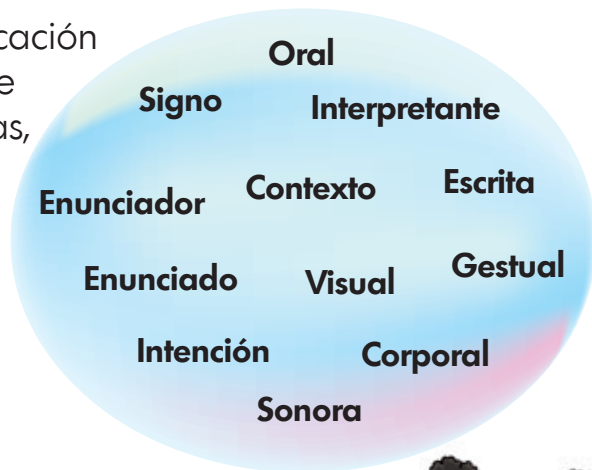 cación
e
as,
Oral
Signo Interpretante
Enunciador Contexto Escrita
Enunciado Visual Gestual
Intención Corporal
Sonora